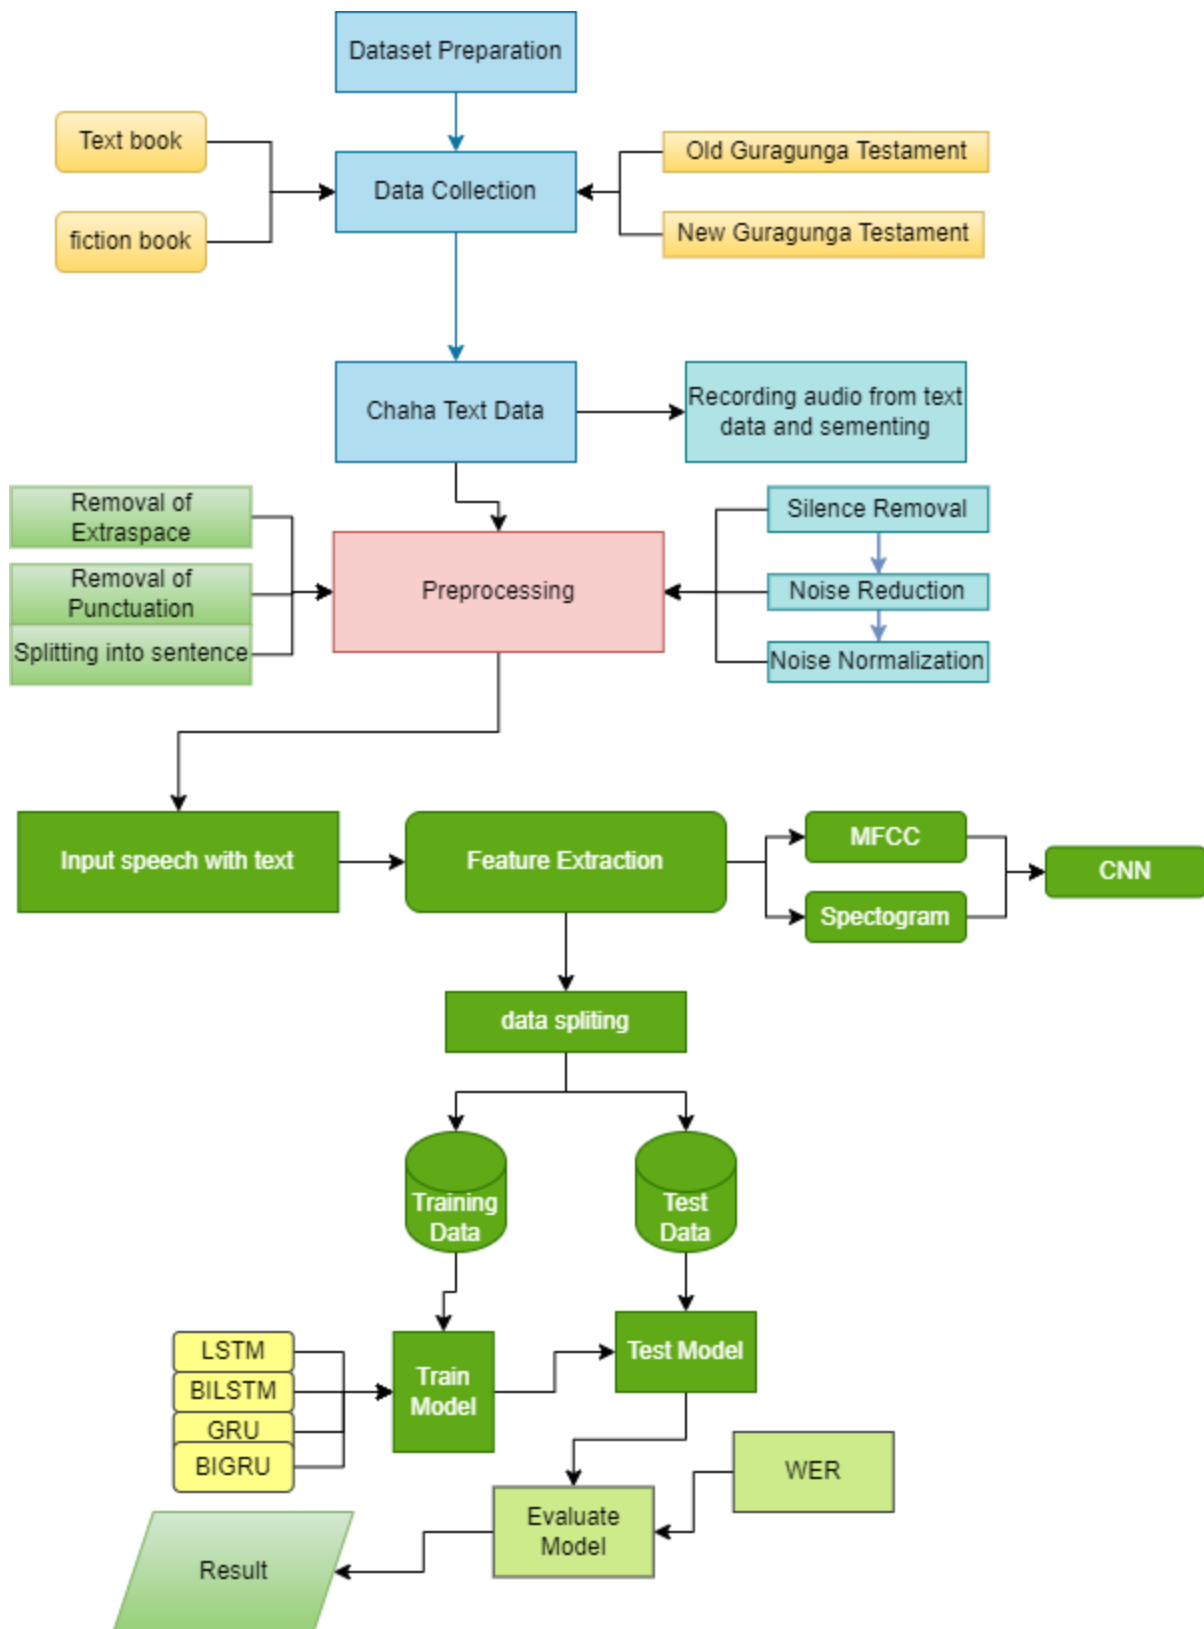 Dataset Preparation
Text book
fiction book
Data Collection
Old Guragunga Testament
New Guragunga Testament
Chaha Text Data
Recording audio from text
data and sementing
Removal of
Extraspace
Removal of
Punctuation
Splitting into sentence
Preprocessing
Silence Removal
Noise Reduction
Noise Normalization
Input speech with text
Feature Extraction
MFCC
Spectogram
CNN
data spliting
Training
Data
Test
Data
LSTM
BILSTM
GRU
BIGRU
Train
Model
Test Model
WER
Evaluate
Model
Result